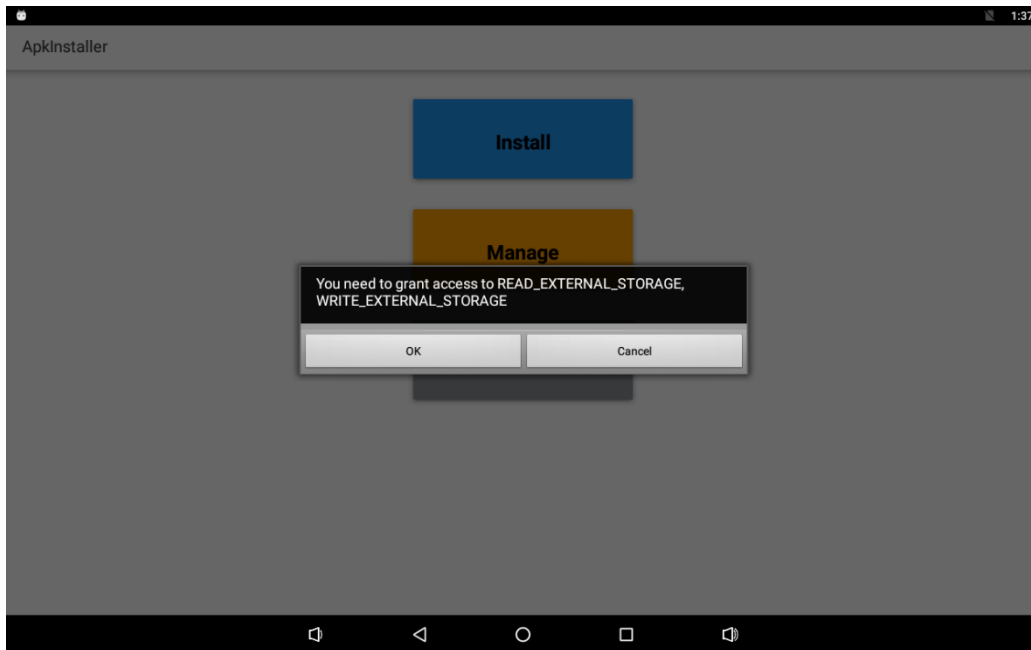 1:37
ApkInstaller
Install
Manage
You need to grant access to READ_EXTERNAL_STORAGE,
WRITE_EXTERNAL_STORAGE
OK
Cancel